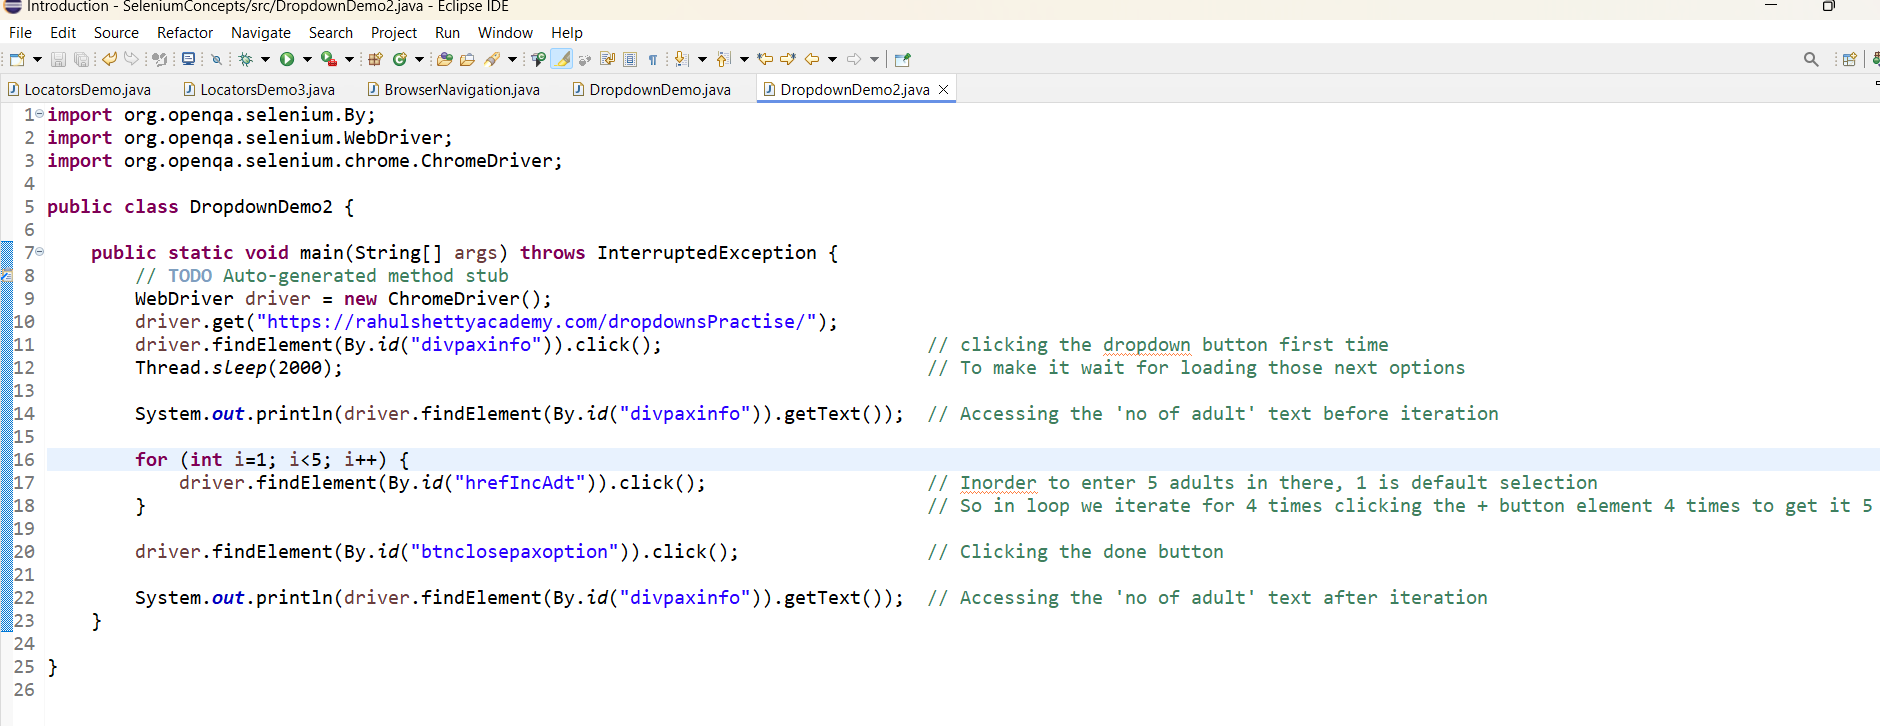 Introduction - SeleniumConcepts/src/DropdownDemo2.java - Eclipse IDE
File Edit Source Refactor Navigate Search Project Run Window Help
LocatorsDemo.java LocatorsDemo3.java BrowserNavigation.java DropdownDemo.java DropdownDemo2.java
1 import org.openqa.selenium.By;
2 import org.openqa.selenium.WebDriver;
3 import org.openqa.selenium.chrome.ChromeDriver;
4
5 public class DropdownDemo2 {
6
7 public static void main(String[] args) throws InterruptedException {
8 // TODO Auto-generated method stub
9 WebDriver driver = new ChromeDriver();
10 driver.get("https://rahulshettyacademy.com/dropdownsPractise/");
11 driver.findElement(By.id("divpaxinfo")).click(); // clicking the dropdown button first time
12 Thread.sleep(2000); // To make it wait for loading those next options
13
14 System.out.println(driver.findElement(By.id("divpaxinfo")).getText()); // Accessing the 'no of adult' text before iteration
15
16 for (int i=1; i<5; i++) {
17 driver.findElement(By.id("hrefIncAdt")).click(); // Inorder to enter 5 adults in there, 1 is default selection
18 } // So in loop we iterate for 4 times clicking the + button element 4 times to get it 5
19
20 driver.findElement(By.id("btnclosepaxoption")).click(); // Clicking the done button
21
22 System.out.println(driver.findElement(By.id("divpaxinfo")).getText()); // Accessing the 'no of adult' text after iteration
23 }
24
25 }
26